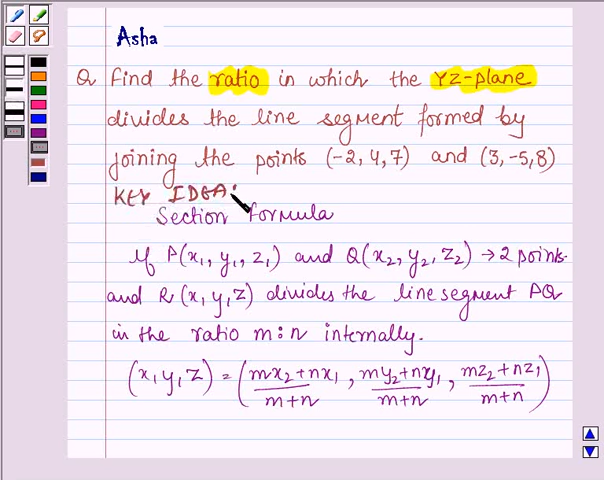 Asha
Q Find the ratio in which the YZ-plane
divides the line segment formed by
joining the points (-2, 4, 7) and (3, -5, 8)
KEY IDEA:
Section formula
If P(x₁, y₁, z₁) and Q(x₂, y₂, z₂) → 2 points.
and R (x, y, z) divides the line segment PQ
in the ratio m : n internally.
(x, y, z) = ( mx₂+nx₁ / m+n , my₂+ny₁ / m+n , mz₂+nz₁ / m+n )